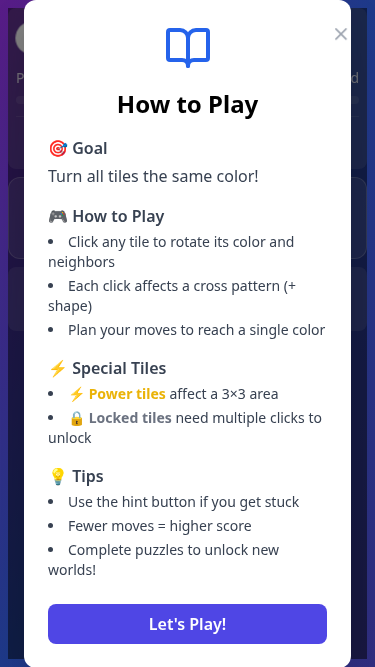 How to Play
🎯 Goal
Turn all tiles the same color!
🎮 How to Play
• Click any tile to rotate its color and
neighbors
• Each click affects a cross pattern (+
shape)
• Plan your moves to reach a single color
⚡ Special Tiles
• ⚡ Power tiles affect a 3×3 area
• 🔒 Locked tiles need multiple clicks to
unlock
💡 Tips
• Use the hint button if you get stuck
• Fewer moves = higher score
• Complete puzzles to unlock new
worlds!
Let's Play!